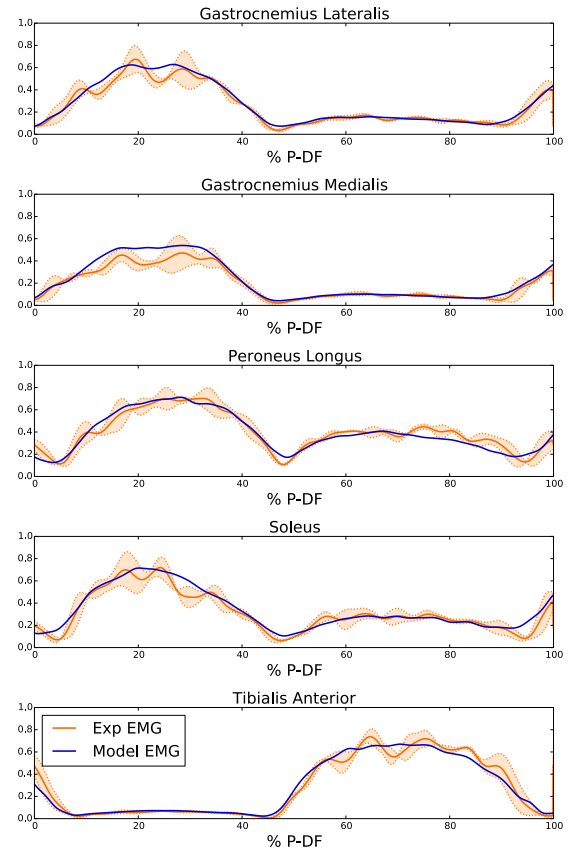 Gastrocnemius Lateralis
1.0
0.8
0.6
0.4
0.2
0.0
0 20 40 60 80 100
% P-DF
Gastrocnemius Medialis
1.0
0.8
0.6
0.4
0.2
0.0
0 20 40 60 80 100
% P-DF
Peroneus Longus
1.0
0.8
0.6
0.4
0.2
0.0
0 20 40 60 80 100
% P-DF
Soleus
1.0
0.8
0.6
0.4
0.2
0.0
0 20 40 60 80 100
% P-DF
Tibialis Anterior
1.0
0.8
0.6
0.4
0.2
0.0
Exp EMG
Model EMG
0 20 40 60 80 100
% P-DF